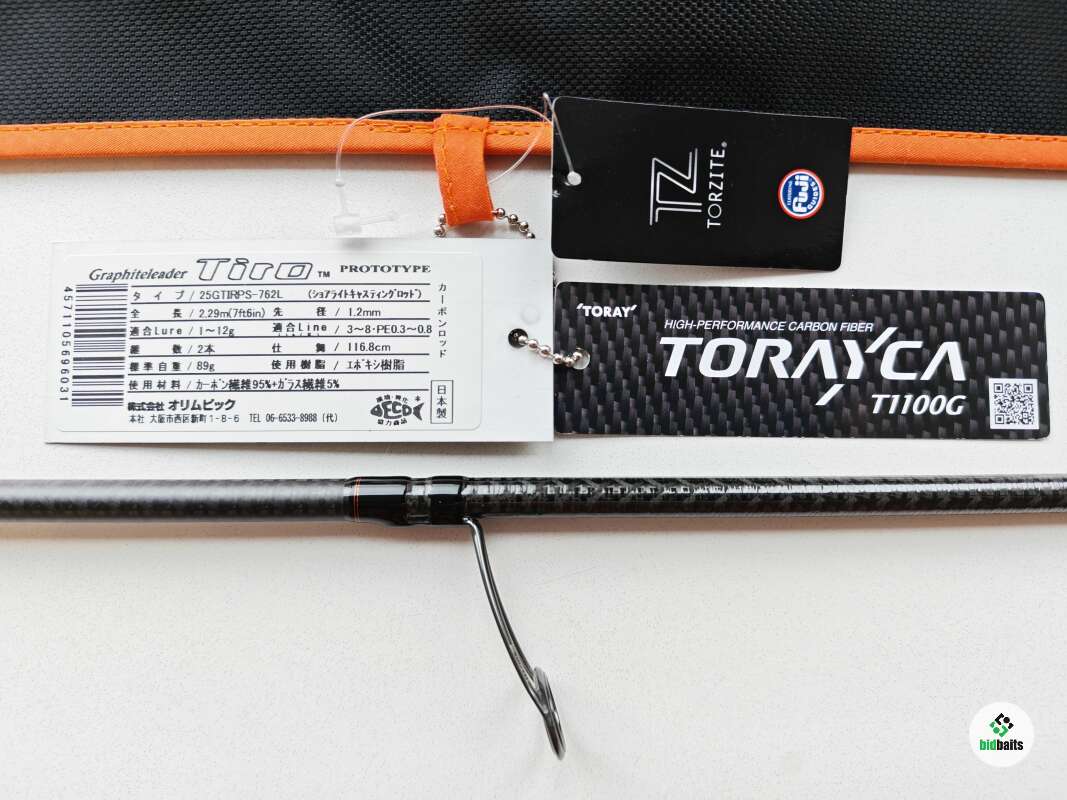 TZ
TORZITE®
Fuji
GUIDES
Graphiteleader Tiro TM PROTOTYPE
タイプ/25GTIRPS-762L (ショアライトキャスティングロッド)
全長/2.29m(7ft6in) 先径/1.2mm
適合Lure/1～12g 適合Line/3～8・PE0.3～0.8
継数/2本 仕舞/116.8cm
標準自重/89g 使用樹脂/エポキシ樹脂
使用材料/カーボン繊維95%+ガラス繊維5%
株式会社 オリムピック
本社 大阪市西区新町1-8-6 TEL 06-6533-8988 (代)
カーボンロッド
日本製
ECO
4571105696031
'TORAY'
HIGH-PERFORMANCE CARBON FIBER
TORAYCA
T1100G
bidbaits